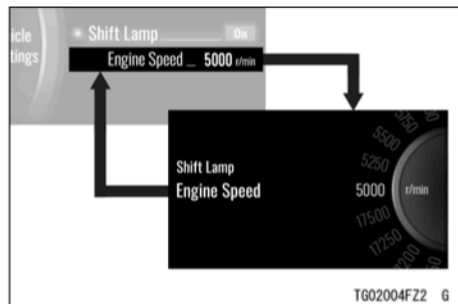 icle
tings
Shift Lamp On
Engine Speed _ 5000 r/min
5750
5500
5250
Shift Lamp
Engine Speed
5000 r/min
17500
17250
TG02004FZ2 G